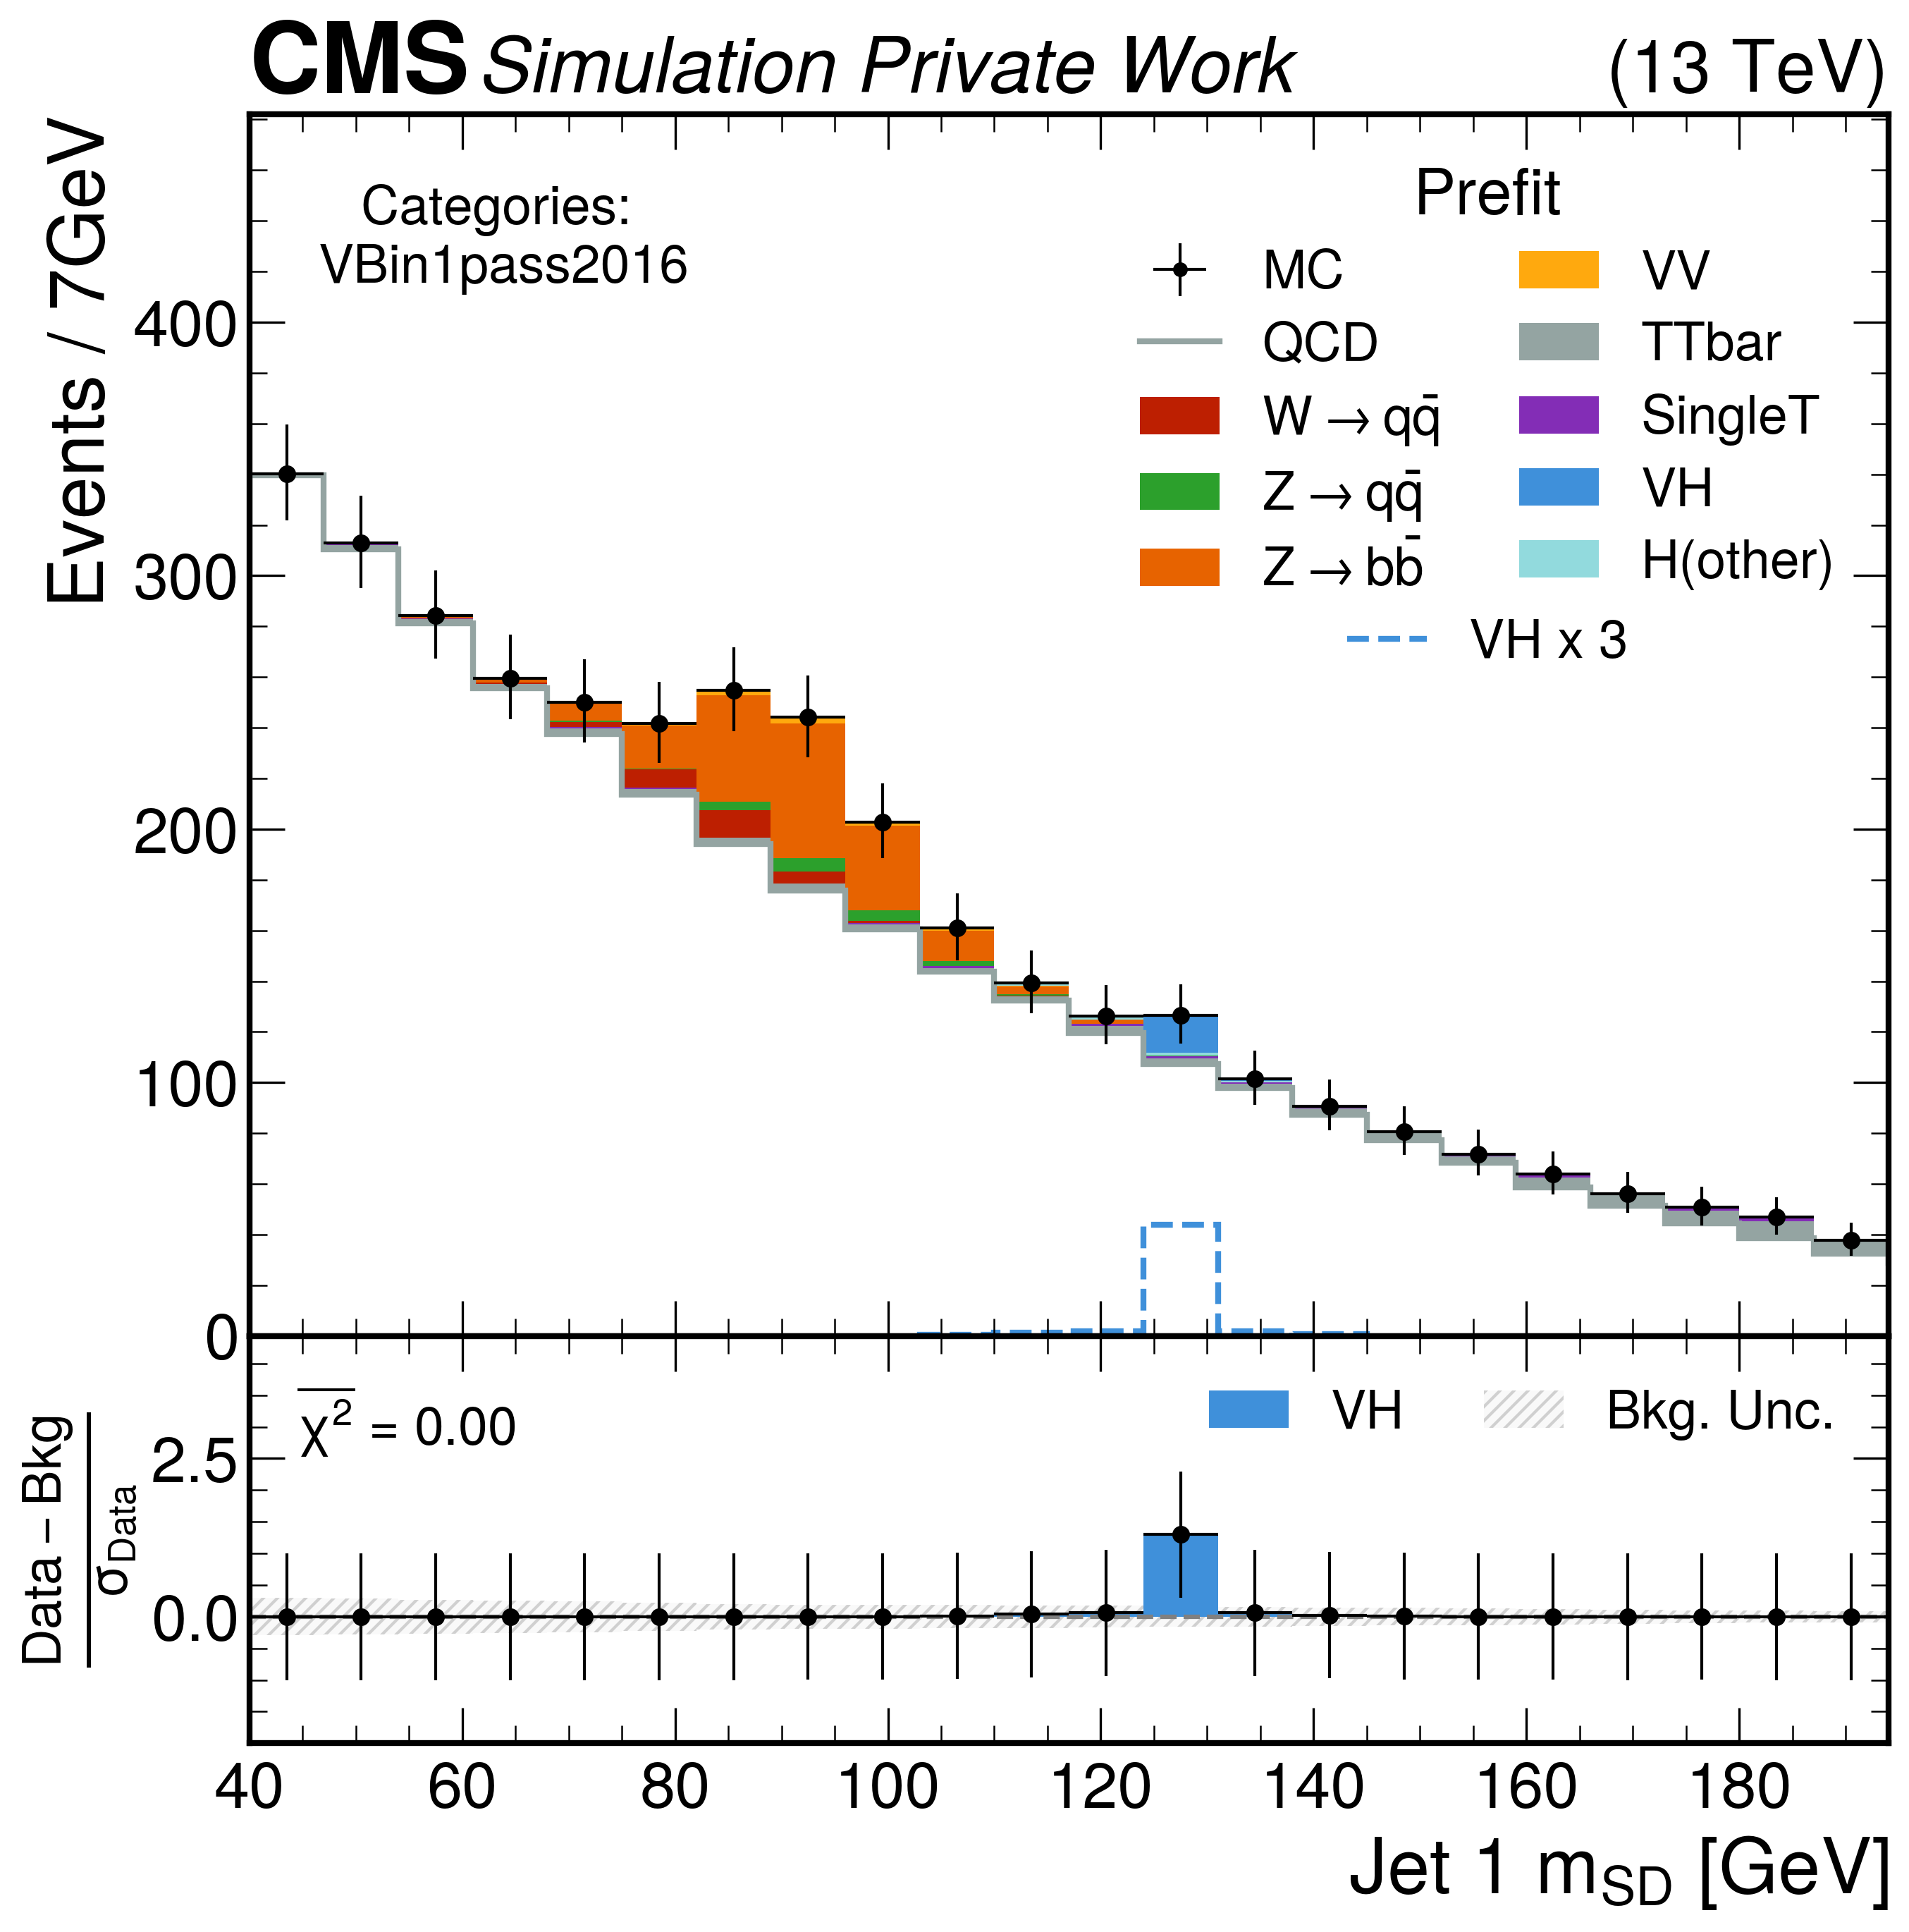 CMS Simulation Private Work (13 TeV)
Events / 7GeV
Categories:
VBin1pass2016
Prefit
MC
QCD
W → qq̄
Z → qq̄
Z → bb̄
VV
TTbar
SingleT
VH
H(other)
VH x 3
400
300
200
100
0
Data – Bkg
σData
χ² = 0.00
VH
Bkg. Unc.
2.5
0.0
40 60 80 100 120 140 160 180
Jet 1 mSD [GeV]